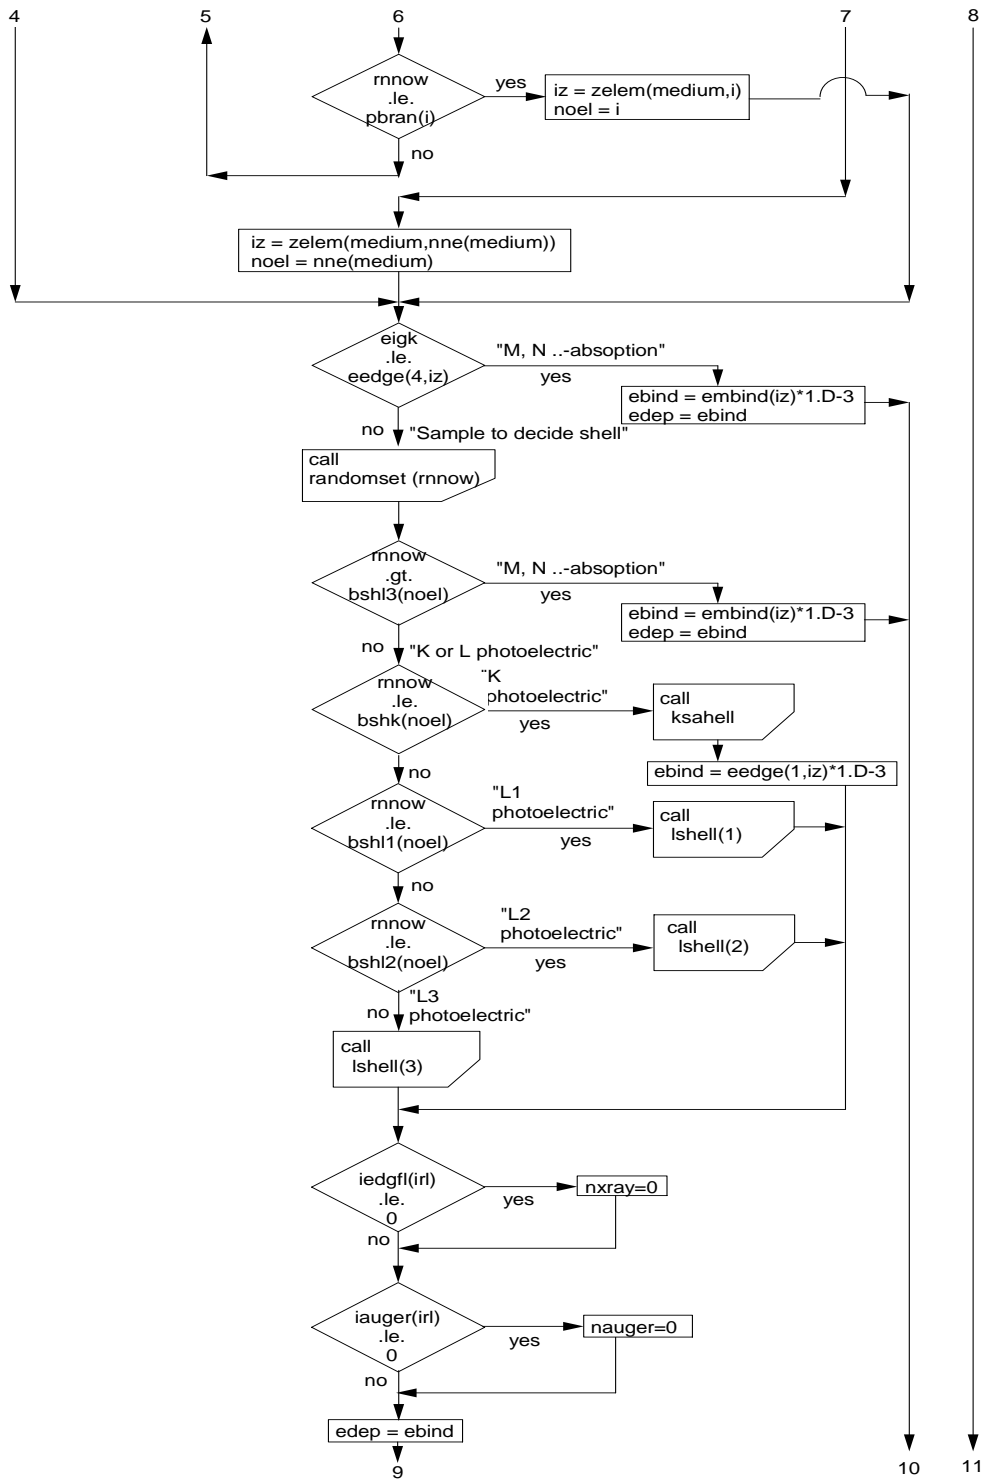 4 5 6 7 8
rnnow
.le.
pbran(i)
yes
iz = zelem(medium,i)
noel = i
no
iz = zelem(medium,nne(medium))
noel = nne(medium)
eigk
.le.
eedge(4,iz)
"M, N ..-absoption"
yes
ebind = embind(iz)*1.D-3
edep = ebind
no "Sample to decide shell"
call
randomset (rnnow)
rnnow
.gt.
bshl3(noel)
"M, N ..-absoption"
yes
ebind = embind(iz)*1.D-3
edep = ebind
no "K or L photoelectric"
rnnow
.le.
bshk(noel)
"K
photoelectric"
yes
call
ksahell
ebind = eedge(1,iz)*1.D-3
no
rnnow
.le.
bshl1(noel)
"L1
photoelectric"
yes
call
lshell(1)
no
rnnow
.le.
bshl2(noel)
"L2
photoelectric"
yes
call
lshell(2)
no "L3
photoelectric"
call
lshell(3)
iedgfl(irl)
.le.
0
yes
nxray=0
no
iauger(irl)
.le.
0
yes
nauger=0
no
edep = ebind
9 10 11